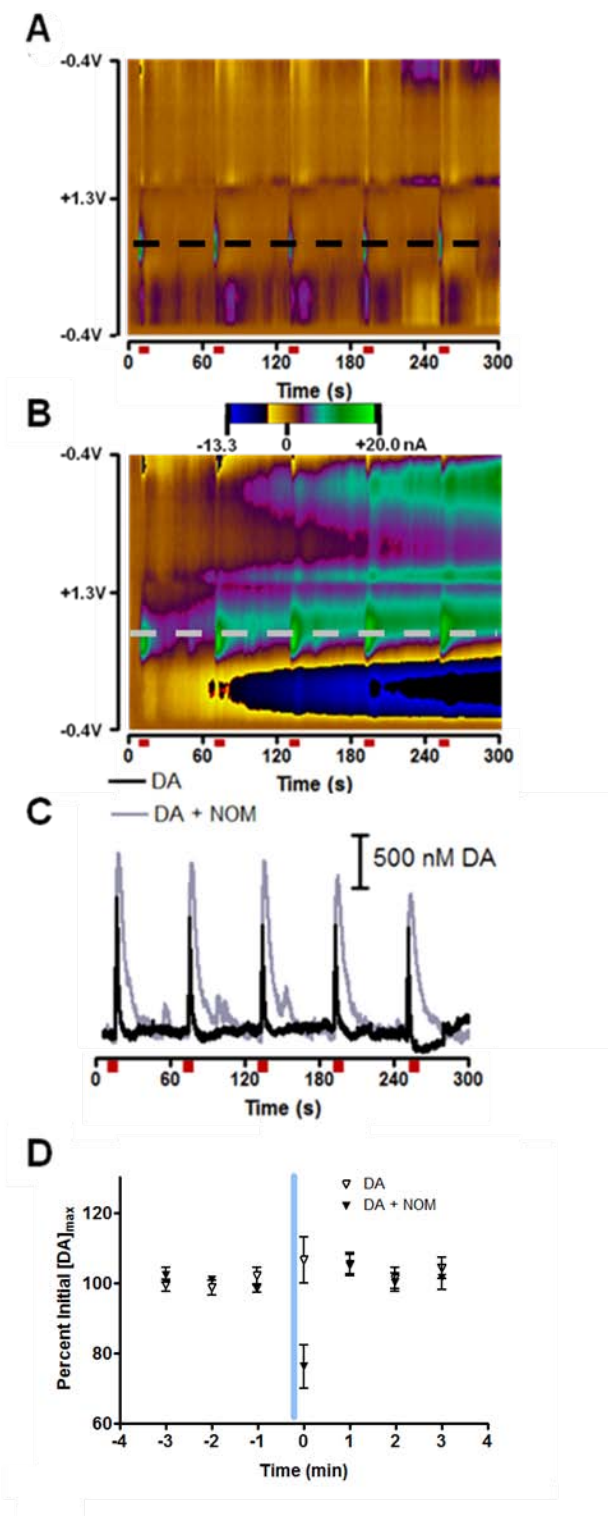 A
-0.4V
+1.3V
-0.4V
0 60 120 180 240 300
Time (s)
B
-13.3 0 +20.0 nA
-0.4V
+1.3V
-0.4V
0 60 120 180 240 300
Time (s)
DA
C
DA + NOM
500 nM DA
0 60 120 180 240 300
Time (s)
D
DA
DA + NOM
120
100
80
60
Percent Initial [DA]max
-4 -3 -2 -1 0 1 2 3 4
Time (min)